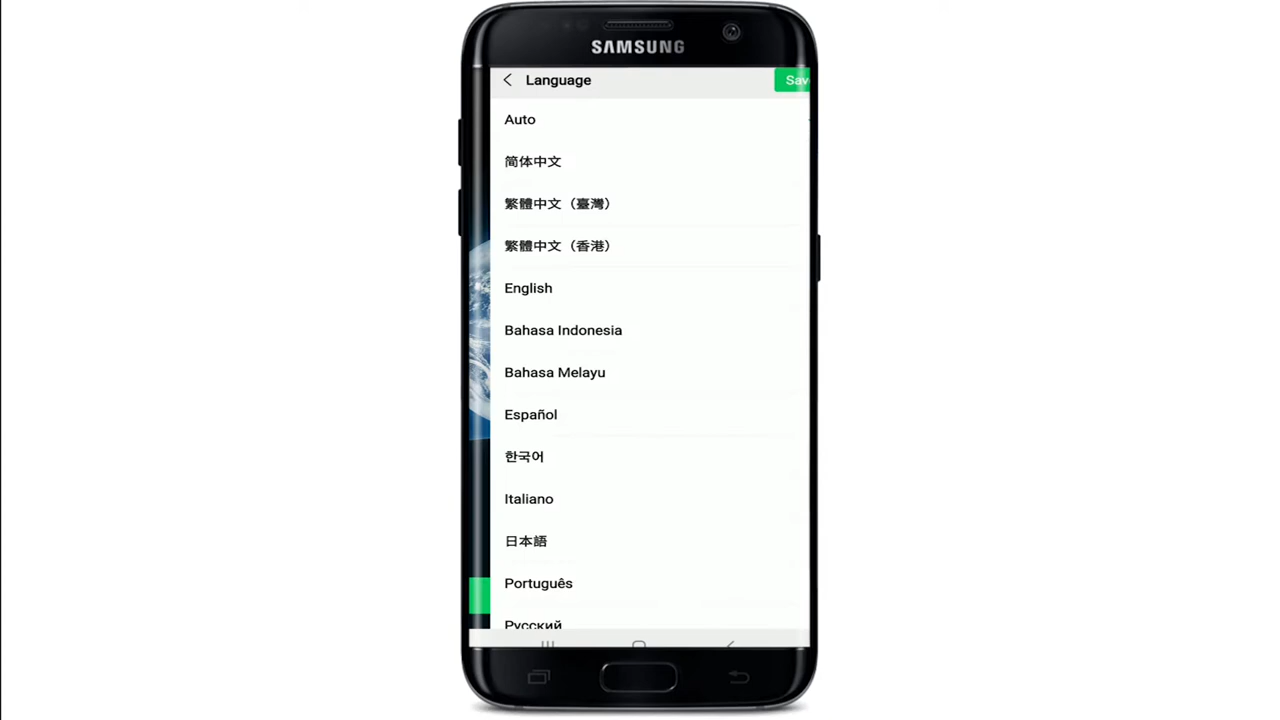 SAMSUNG
Language
Sav
Auto
简体中文
繁體中文（臺灣）
繁體中文（香港）
English
Bahasa Indonesia
Bahasa Melayu
Español
한국어
Italiano
日本語
Português
Русский